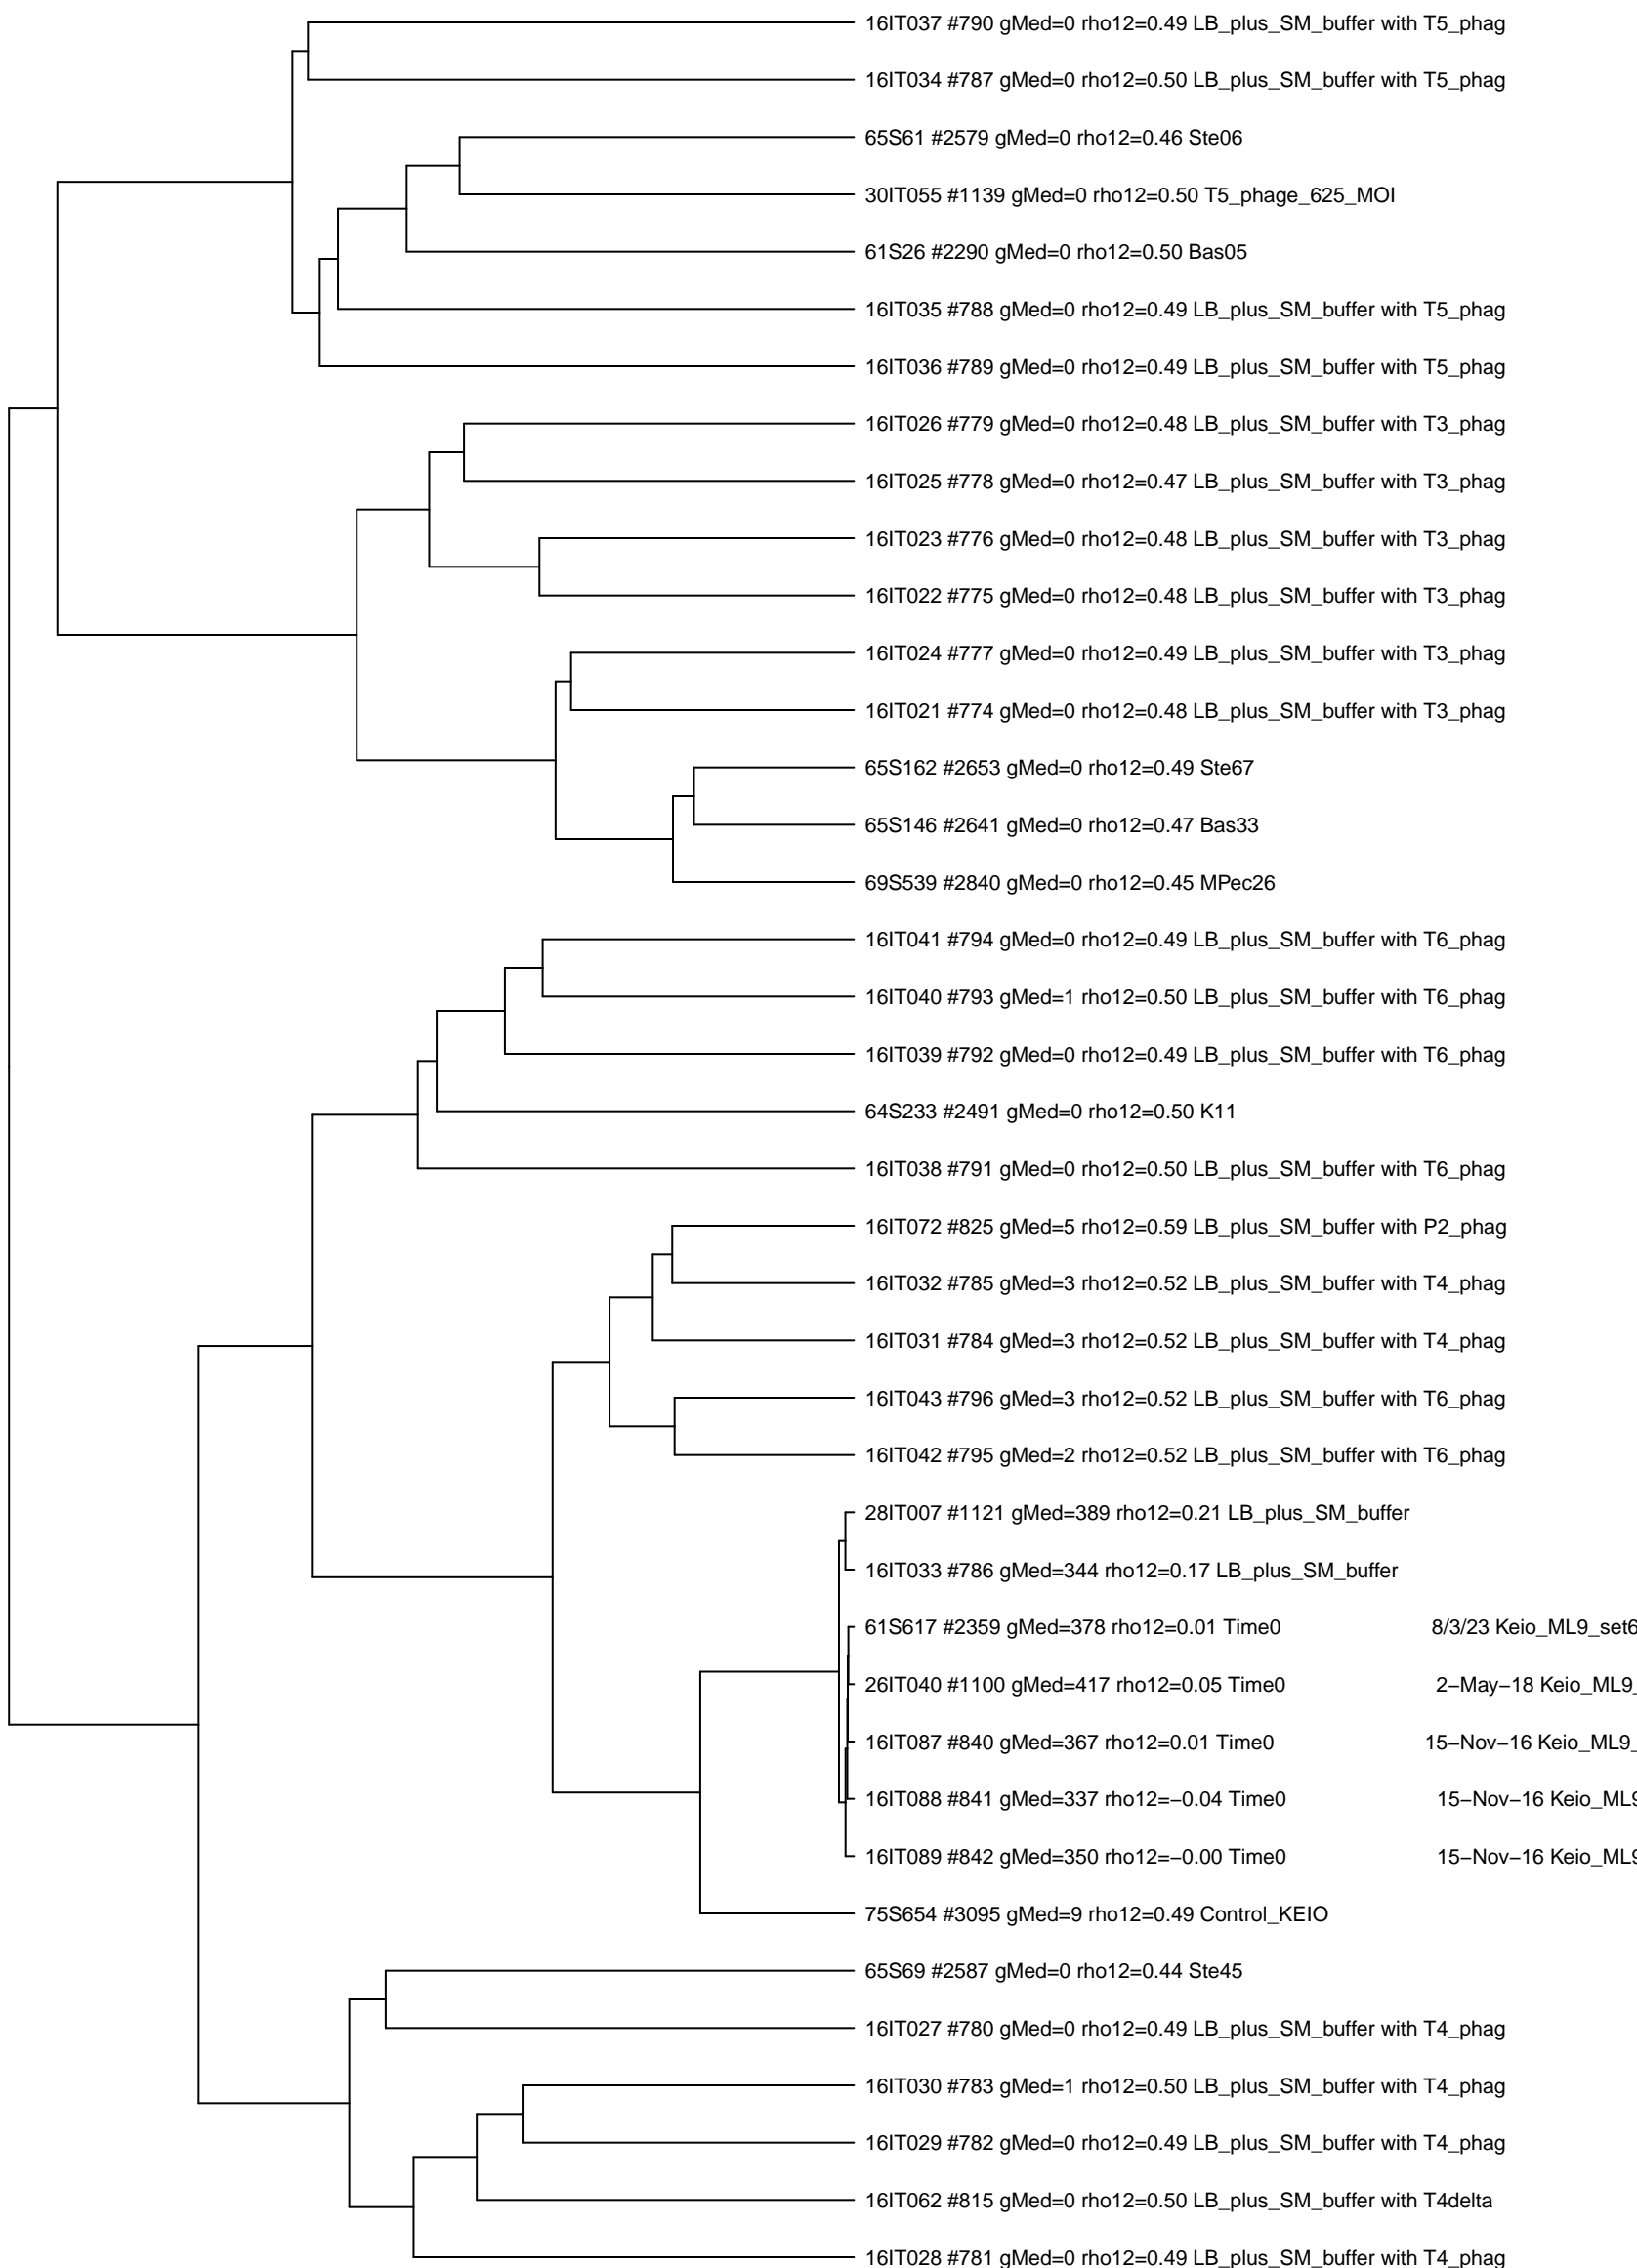 16IT037 #790 gMed=0 rho12=0.49 LB_plus_SM_buffer with T5_phag
16IT034 #787 gMed=0 rho12=0.50 LB_plus_SM_buffer with T5_phag
65S61 #2579 gMed=0 rho12=0.46 Ste06
30IT055 #1139 gMed=0 rho12=0.50 T5_phage_625_MOI
61S26 #2290 gMed=0 rho12=0.50 Bas05
16IT035 #788 gMed=0 rho12=0.49 LB_plus_SM_buffer with T5_phag
16IT036 #789 gMed=0 rho12=0.49 LB_plus_SM_buffer with T5_phag
16IT026 #779 gMed=0 rho12=0.48 LB_plus_SM_buffer with T3_phag
16IT025 #778 gMed=0 rho12=0.47 LB_plus_SM_buffer with T3_phag
16IT023 #776 gMed=0 rho12=0.48 LB_plus_SM_buffer with T3_phag
16IT022 #775 gMed=0 rho12=0.48 LB_plus_SM_buffer with T3_phag
16IT024 #777 gMed=0 rho12=0.49 LB_plus_SM_buffer with T3_phag
16IT021 #774 gMed=0 rho12=0.48 LB_plus_SM_buffer with T3_phag
65S162 #2653 gMed=0 rho12=0.49 Ste67
65S146 #2641 gMed=0 rho12=0.47 Bas33
69S539 #2840 gMed=0 rho12=0.45 MPec26
16IT041 #794 gMed=0 rho12=0.49 LB_plus_SM_buffer with T6_phag
16IT040 #793 gMed=1 rho12=0.50 LB_plus_SM_buffer with T6_phag
16IT039 #792 gMed=0 rho12=0.49 LB_plus_SM_buffer with T6_phag
64S233 #2491 gMed=0 rho12=0.50 K11
16IT038 #791 gMed=0 rho12=0.50 LB_plus_SM_buffer with T6_phag
16IT072 #825 gMed=5 rho12=0.59 LB_plus_SM_buffer with P2_phag
16IT032 #785 gMed=3 rho12=0.52 LB_plus_SM_buffer with T4_phag
16IT031 #784 gMed=3 rho12=0.52 LB_plus_SM_buffer with T4_phag
16IT043 #796 gMed=3 rho12=0.52 LB_plus_SM_buffer with T6_phag
16IT042 #795 gMed=2 rho12=0.52 LB_plus_SM_buffer with T6_phag
28IT007 #1121 gMed=389 rho12=0.21 LB_plus_SM_buffer
16IT033 #786 gMed=344 rho12=0.17 LB_plus_SM_buffer
61S617 #2359 gMed=378 rho12=0.01 Time0 8/3/23 Keio_ML9_set6
26IT040 #1100 gMed=417 rho12=0.05 Time0 2−May−18 Keio_ML9_
16IT087 #840 gMed=367 rho12=0.01 Time0 15−Nov−16 Keio_ML9_
16IT088 #841 gMed=337 rho12=−0.04 Time0 15−Nov−16 Keio_ML9
16IT089 #842 gMed=350 rho12=−0.00 Time0 15−Nov−16 Keio_ML9
75S654 #3095 gMed=9 rho12=0.49 Control_KEIO
65S69 #2587 gMed=0 rho12=0.44 Ste45
16IT027 #780 gMed=0 rho12=0.49 LB_plus_SM_buffer with T4_phag
16IT030 #783 gMed=1 rho12=0.50 LB_plus_SM_buffer with T4_phag
16IT029 #782 gMed=0 rho12=0.49 LB_plus_SM_buffer with T4_phag
16IT062 #815 gMed=0 rho12=0.50 LB_plus_SM_buffer with T4delta
16IT028 #781 gMed=0 rho12=0.49 LB_plus_SM_buffer with T4_phag